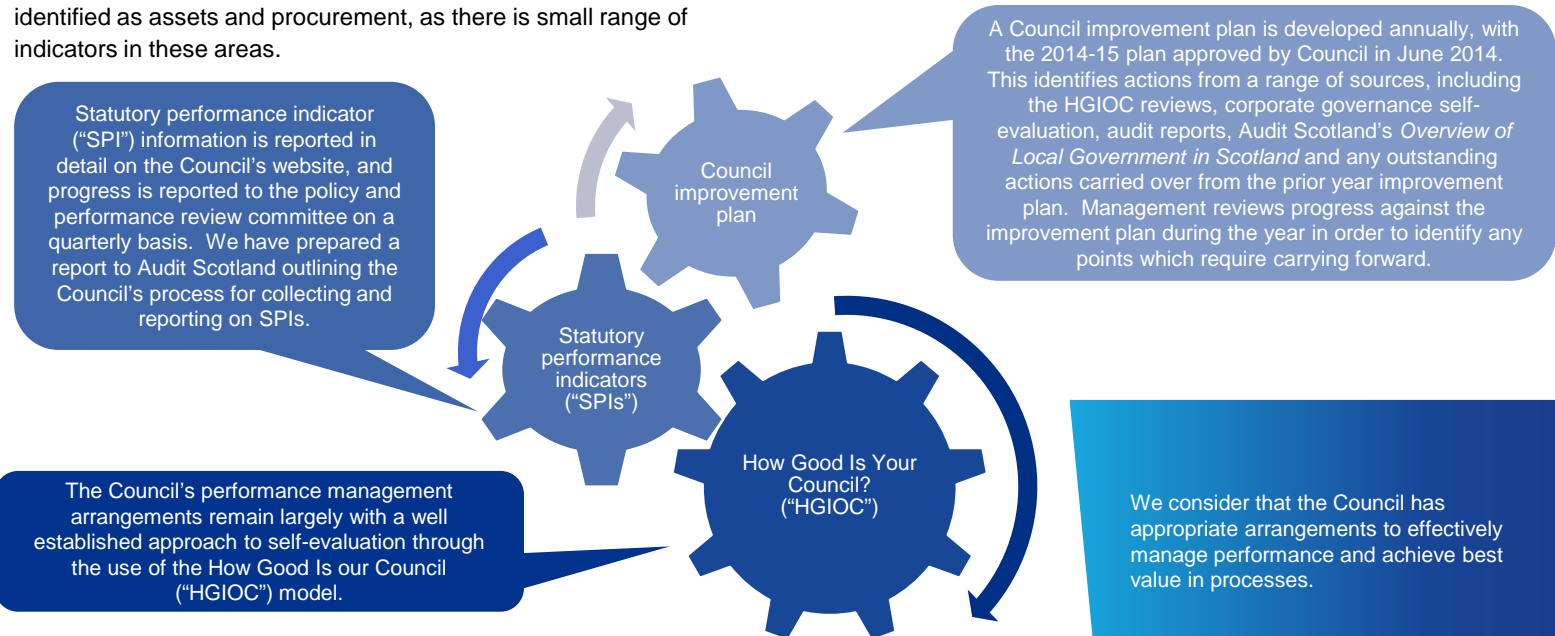 identified as assets and procurement, as there is small range of
indicators in these areas.
Statutory performance indicator
(“SPI”) information is reported in
detail on the Council’s website, and
progress is reported to the policy and
performance review committee on a
quarterly basis.  We have prepared a
report to Audit Scotland outlining the
Council’s process for collecting and
reporting on SPIs.
Council
improvement
plan
A Council improvement plan is developed annually, with
the 2014-15 plan approved by Council in June 2014.
This identifies actions from a range of sources, including
the HGIOC reviews, corporate governance self-
evaluation, audit reports, Audit Scotland’s Overview of
Local Government in Scotland and any outstanding
actions carried over from the prior year improvement
plan.  Management reviews progress against the
improvement plan during the year in order to identify any
points which require carrying forward.
Statutory
performance
indicators
(“SPIs”)
How Good Is Your
Council?
(“HGIOC”)
The Council’s performance management
arrangements remain largely with a well
established approach to self-evaluation through
the use of the How Good Is our Council
(“HGIOC”) model.
We consider that the Council has
appropriate arrangements to effectively
manage performance and achieve best
value in processes.